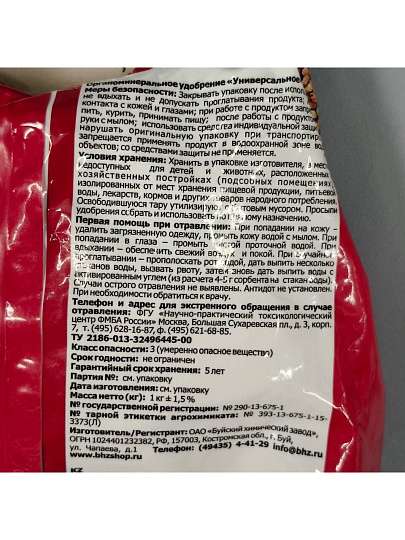 Органоминеральное удобрение «Универсальное
Меры безопасности: Закрывать упаковку после испол
не вдыхать и не допускать проглатывания продукта;
контакта с кожей и глазами; при работе с продуктом запр
пить, курить, принимать пищу; после работы с продукт
руки с мылом; Использовать средства индивидуальной защ
нарушать оригинальную упаковку при транспортир
запрещается применять продукт в водоохранной зоне вод
объектов; со средствами защиты не применяется.
Условия хранения: Хранить в упаковке изготовителя, в мес
недоступных для детей и животных, расположенных
хозяйственных постройках (подсобных помещениях)
изолированных от мест хранения пищевой продукции, питьево
воды, лекарств, кормов и других товаров народного потребления.
Освободившуюся тару утилизировать с бытовым мусором. Просыпи
удобрения собрать и использовать по прямому назначению.
Первая помощь при отравлении: При попадании на кожу –
удалить загрязненную одежду, промыть кожу водой с мылом. При
попадании в глаза – промыть чистой проточной водой. При
вдыхании – обеспечить свежий воздух и покой. При случайном
проглатывании – прополоскать рот водой, дать выпить несколько
стаканов воды, вызвать рвоту, затем вновь дать выпить воды с
активированным углем (из расчета 4-5 г сорбента на стакан воды).
Случаи острого отравления не выявлены. Антидот не установлен.
При необходимости обратиться к врачу.
Телефон и адрес для экстренного обращения в случае
отравления: ФГУ «Научно-практический токсикологический
центр ФМБА России» Москва, Большая Сухаревская пл., д. 3, корп.
7, т. (495) 628-16-87, ф. (495) 621-68-85.
ТУ 2186-013-32496445-00
Класс опасности: 3 (умеренно опасное вещество)
Срок годности: не ограничен
Гарантийный срок хранения: 5 лет
Партия №: см. упаковку
Дата изготовления: см. упаковку
Масса нетто (кг): 1 кг ± 1,5 %
№ государственной регистрации: № 290-13-675-1
№ тарной этикетки агрохимиката: № 393-13-675-1-15-
3373(Л)
Изготовитель/Регистрант: ОАО «Буйский химический завод»,
ОГРН 1024401232382, РФ, 157003, Костромская обл., г. Буй,
ул. Чапаева, д.1 Телефон: (49435) 4-41-29 info@bhz.ru
www.bhzshop.ru
KZ